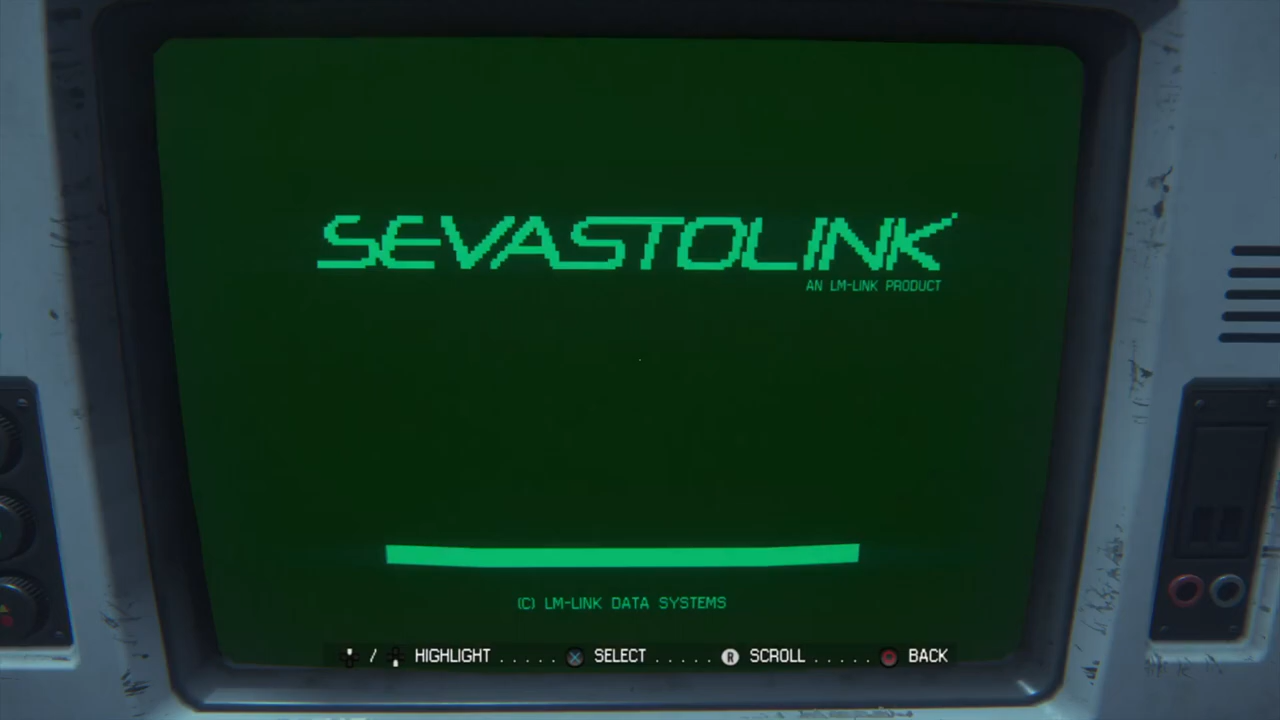 SEVASTOLINK
AN LM-LINK PRODUCT
(C) LM-LINK DATA SYSTEMS
/ HIGHLIGHT . . . . . SELECT . . . . . R SCROLL . . . . . BACK